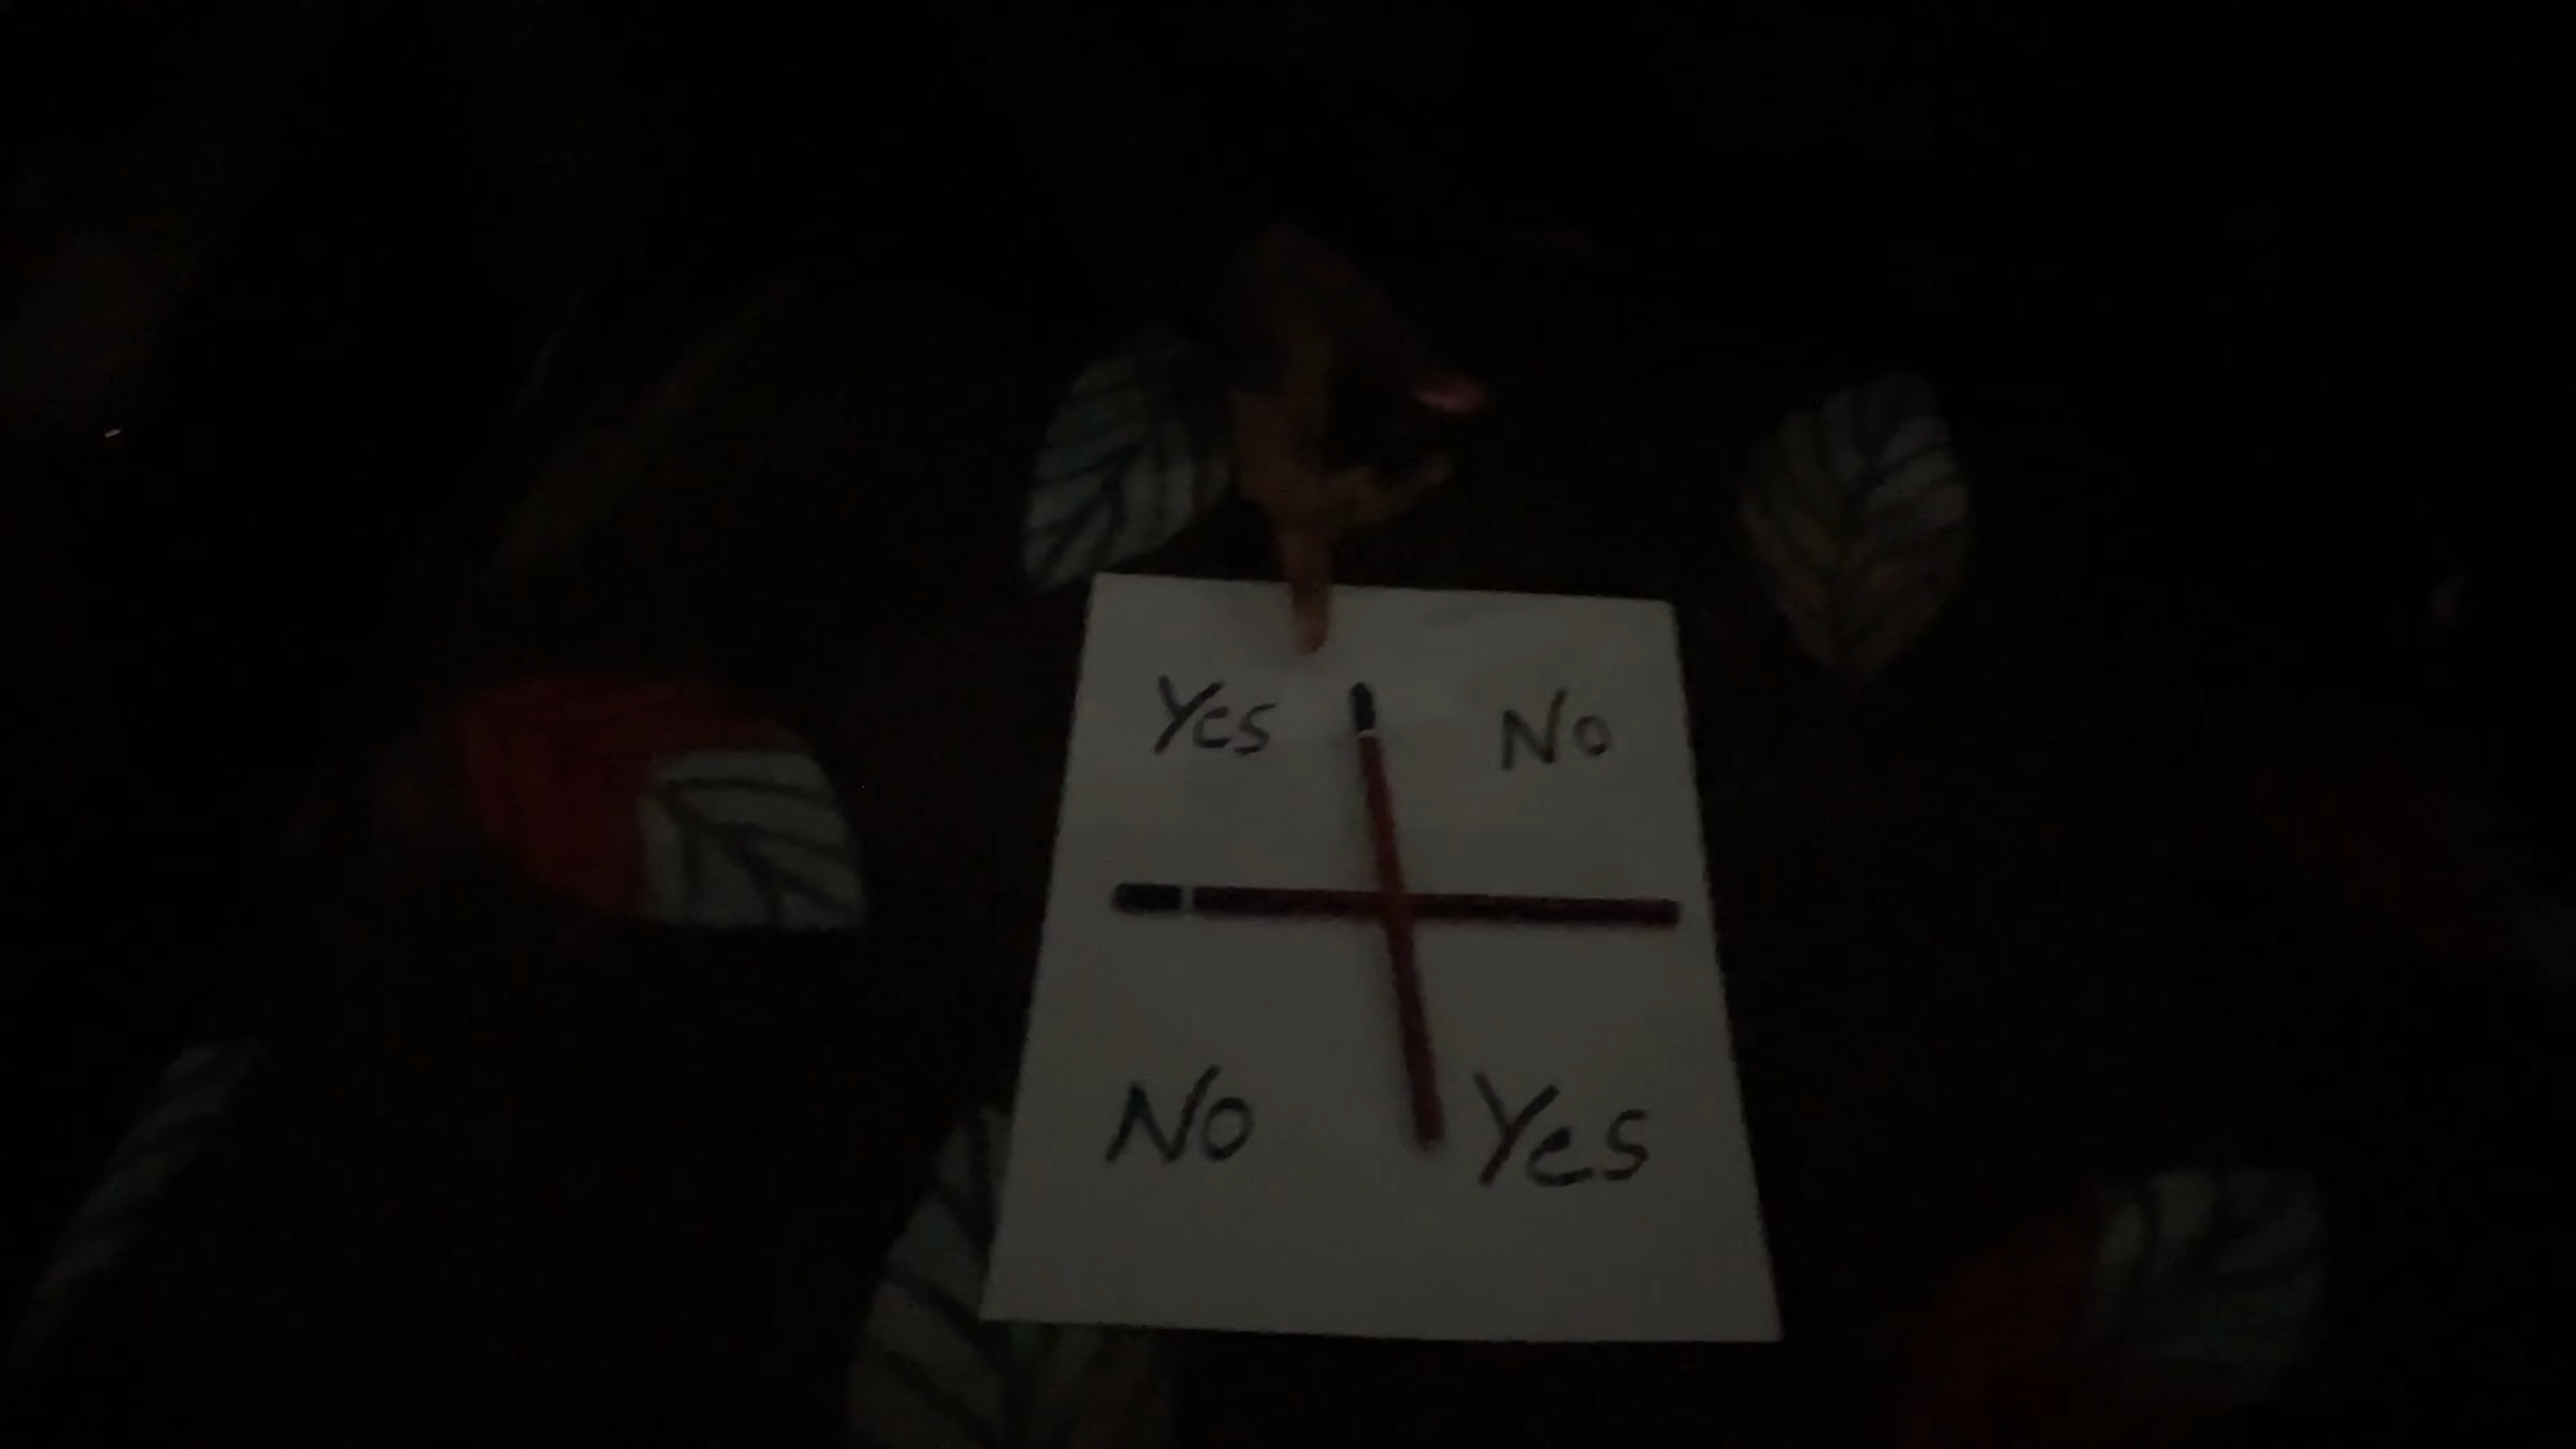 Yes No
No Yes